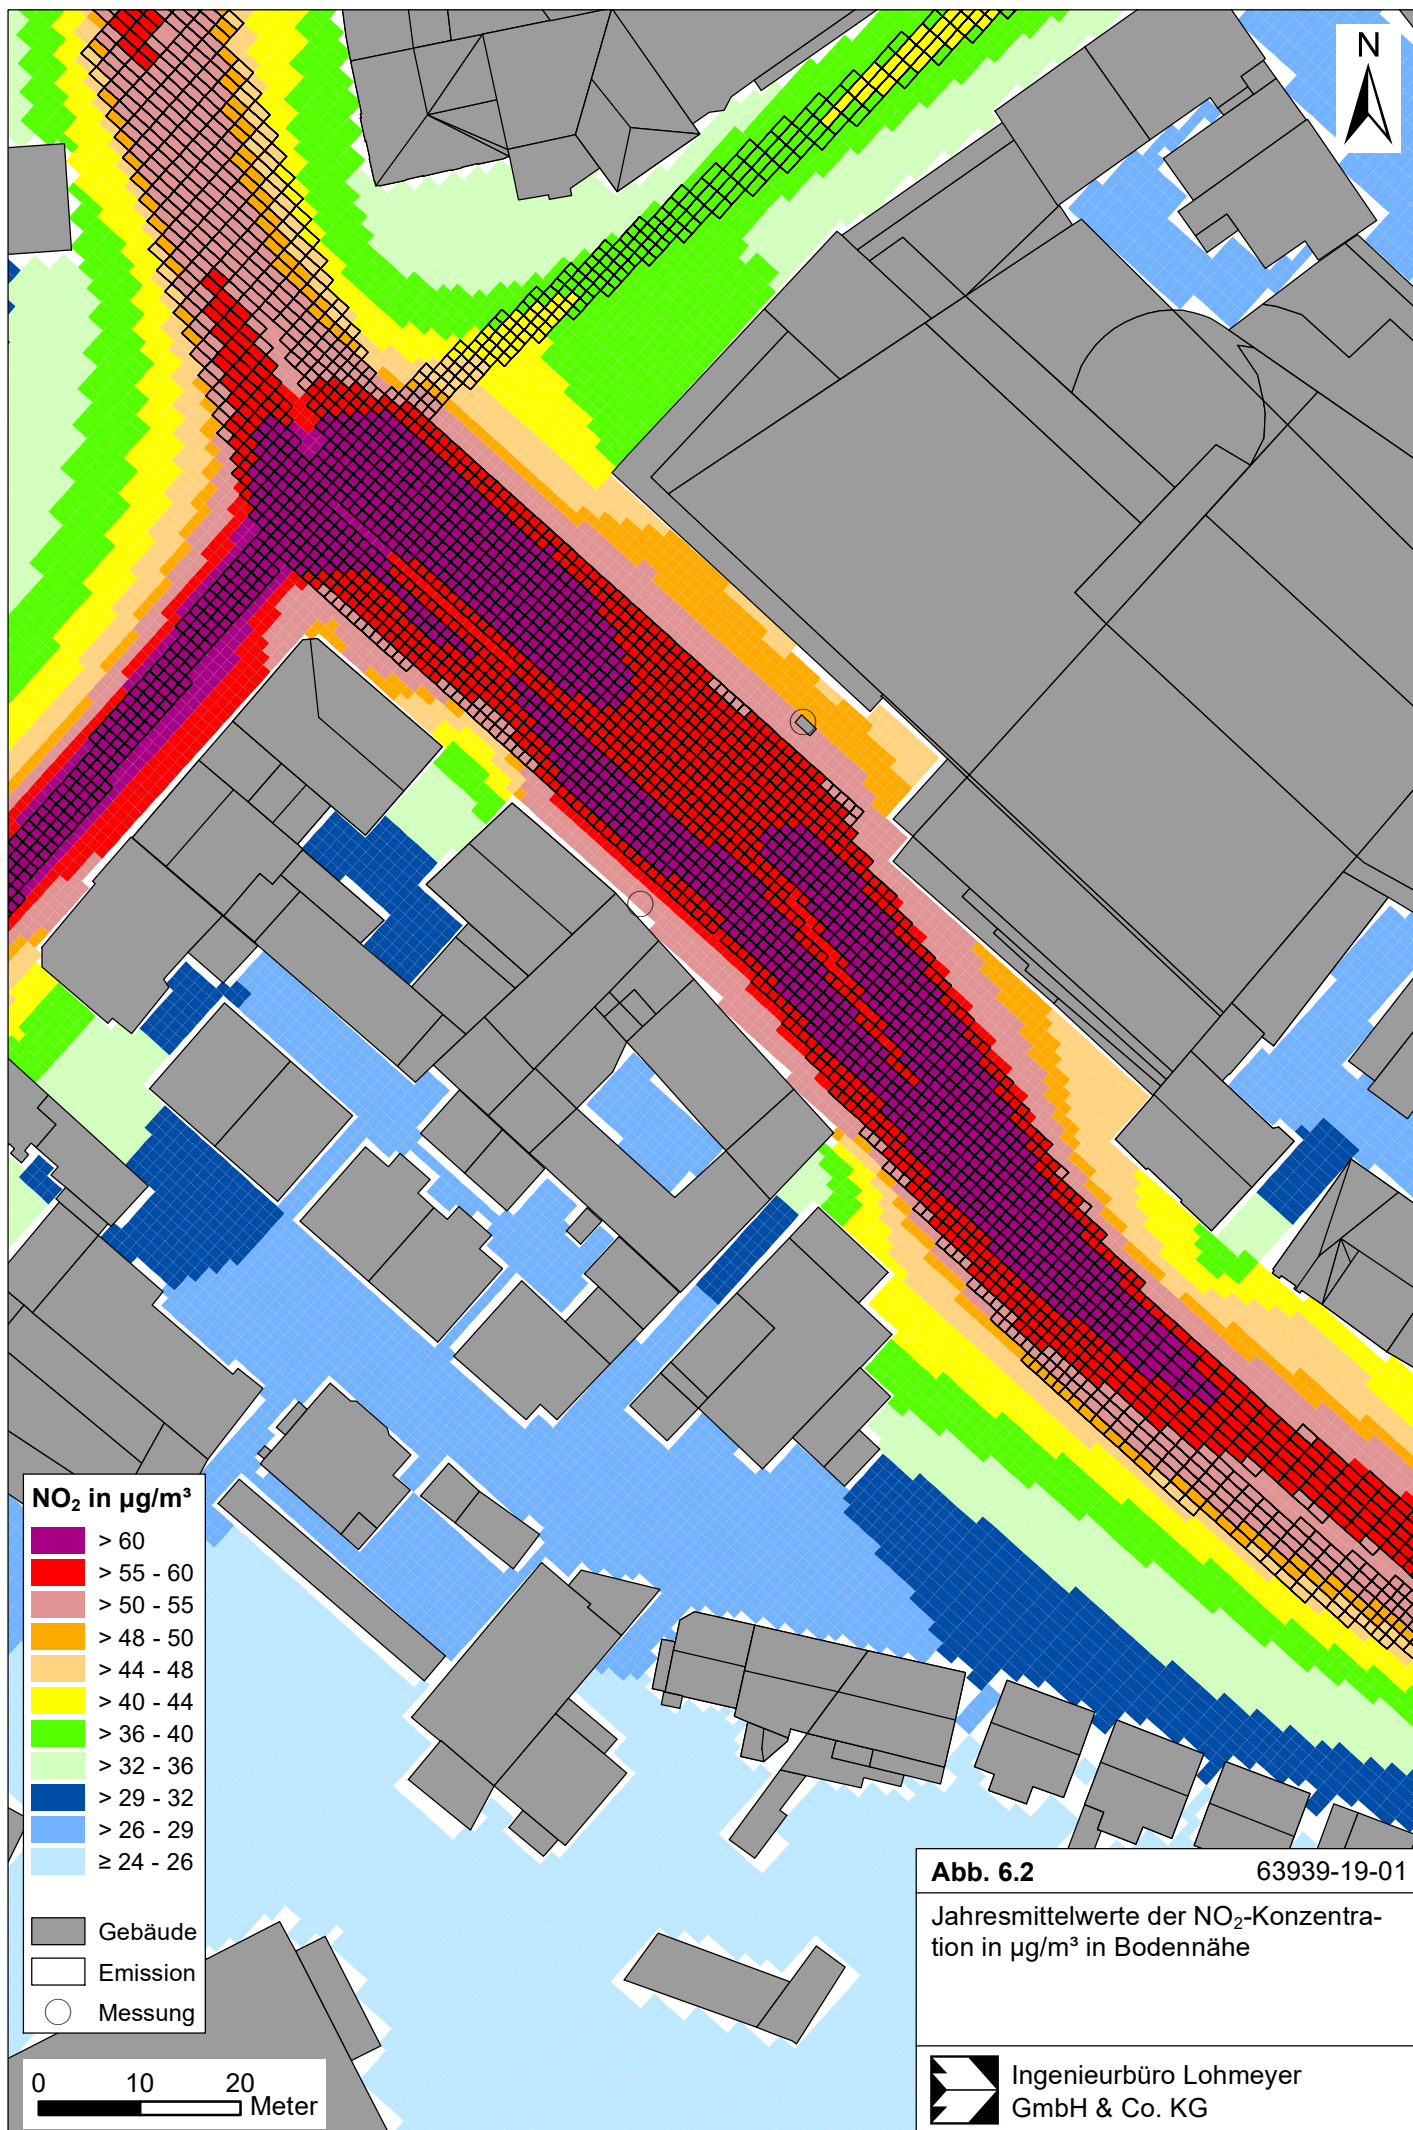 N
NO₂ in µg/m³
> 60
> 55 - 60
> 50 - 55
> 48 - 50
> 44 - 48
> 40 - 44
> 36 - 40
> 32 - 36
> 29 - 32
> 26 - 29
≥ 24 - 26
Gebäude
Emission
Messung
0 10 20
Meter
Abb. 6.2 63939-19-01
Jahresmittelwerte der NO₂-Konzentra-
tion in µg/m³ in Bodennähe
Ingenieurbüro Lohmeyer
GmbH & Co. KG